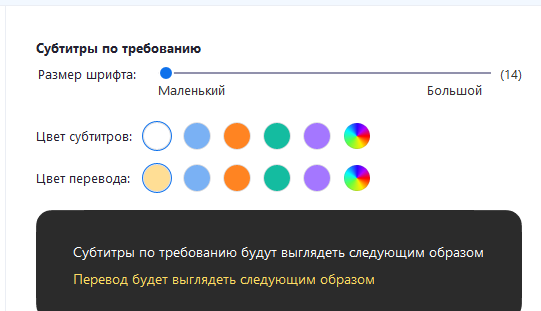 Субтитры по требованию
Размер шрифта: (14)
Маленький Большой
Цвет субтитров:
Цвет перевода:
Субтитры по требованию будут выглядеть следующим образом
Перевод будет выглядеть следующим образом